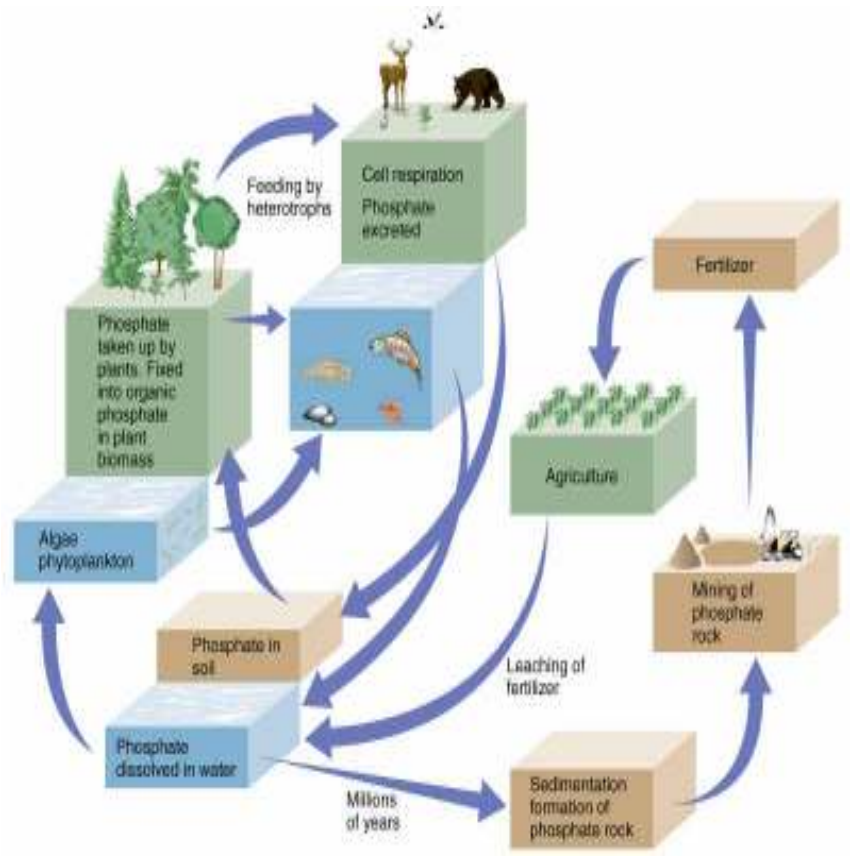 Feeding by
heterotrophs
Cell respiration
Phosphate
excreted
Fertilizer
Phosphate
taken up by
plants. Fixed
into organic
phosphate
in plant
biomass
Agriculture
Algae
phytoplankton
Mining of
phosphate
rock
Phosphate in
soil
Leaching of
fertilizer
Phosphate
dissolved in water
Millions
of years
Sedimentation
formation of
phosphate rock